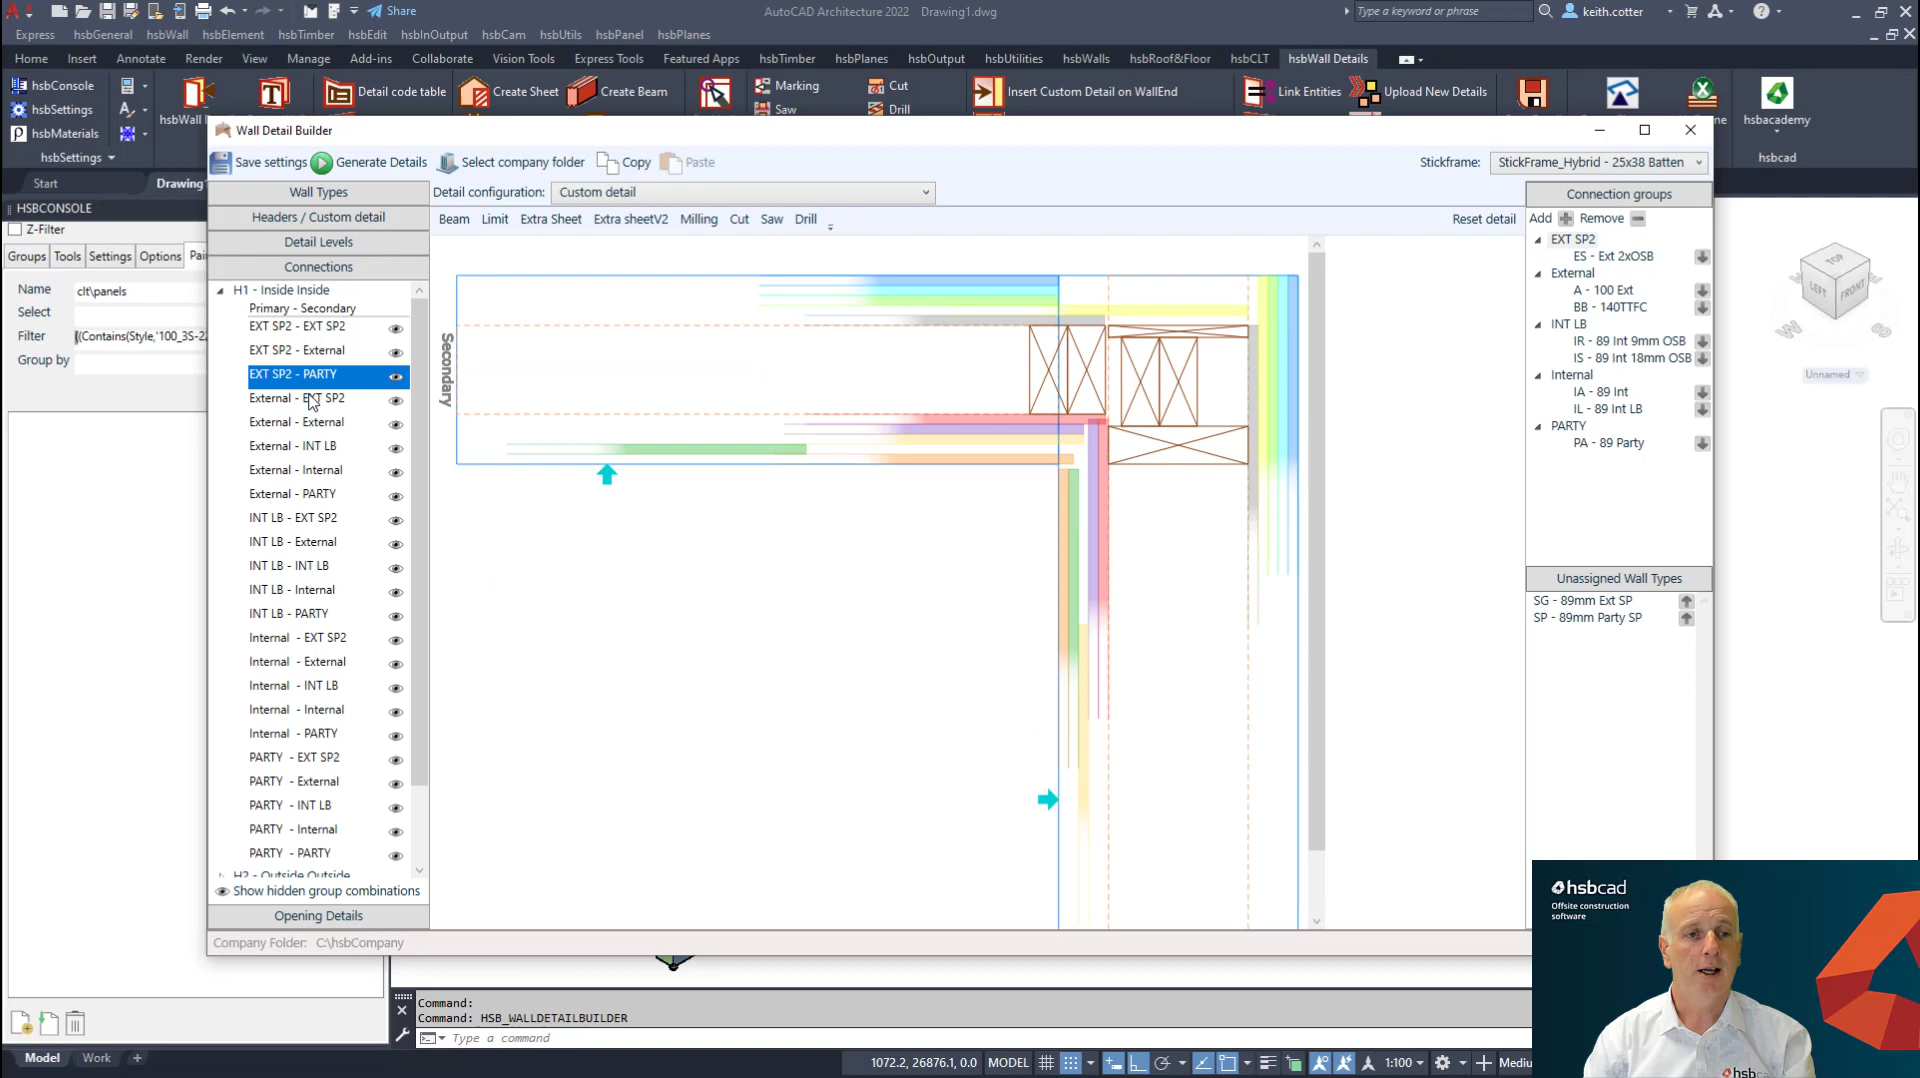 Share
AutoCAD Architecture 2022 Drawing1.dwg
Type a keyword or phrase
keith.cotter
Express hsbGeneral hsbWall hsbElement hsbTimber hsbEdit hsbInOutput hsbCam hsbUtils hsbPanel hsbPlanes
Home Insert Annotate Render View Manage Add-ins Collaborate Vision Tools Express Tools Featured Apps hsbTimber hsbPlanes hsbOutput hsbUtilities hsbWalls hsbRoof&Floor hsbCLT hsbWall Details
hsbConsole
hsbSettings
hsbMaterials
hsbSettings
Detail code table
Create Sheet
Create Beam
Marking
Saw
Cut
Drill
Insert Custom Detail on WallEnd
Link Entities
Upload New Details
hsbacademy
hsbcad
Start
Drawing1
HSBCONSOLE
Z-Filter
Groups Tools Settings Options
Name clt\panels
Select
Filter ((Contains(Style,'100_3S-22
Group by
Wall Detail Builder
Save settings
Generate Details
Select company folder
Copy
Paste
Stickframe: StickFrame_Hybrid - 25x38 Batten
Wall Types
Headers / Custom detail
Detail Levels
Connections
Detail configuration: Custom detail
Beam Limit Extra Sheet Extra sheetV2 Milling Cut Saw Drill
Reset detail
H1 - Inside Inside
Primary - Secondary
EXT SP2 - EXT SP2
EXT SP2 - External
EXT SP2 - PARTY
External - EXT SP2
External - External
External - INT LB
External - Internal
External - PARTY
INT LB - EXT SP2
INT LB - External
INT LB - INT LB
INT LB - Internal
INT LB - PARTY
Internal - EXT SP2
Internal - External
Internal - INT LB
Internal - Internal
Internal - PARTY
PARTY - EXT SP2
PARTY - External
PARTY - INT LB
PARTY - Internal
PARTY - PARTY
H2 - Outside Outside
Show hidden group combinations
Opening Details
Company Folder: C:\hsbCompany
Secondary
Connection groups
Add Remove
EXT SP2
ES - Ext 2xOSB
External
A - 100 Ext
BB - 140TTFC
INT LB
IR - 89 Int 9mm OSB
IS - 89 Int 18mm OSB
Internal
IA - 89 Int
IL - 89 Int LB
PARTY
PA - 89 Party
Unassigned Wall Types
SG - 89mm Ext SP
SP - 89mm Party SP
TOP
LEFT
FRONT
W
S
Unnamed
Command:
Command: HSB_WALLDETAILBUILDER
Type a command
Model Work +
1072.2, 26876.1, 0.0 MODEL
1:100
hsbcad
Offsite construction
software